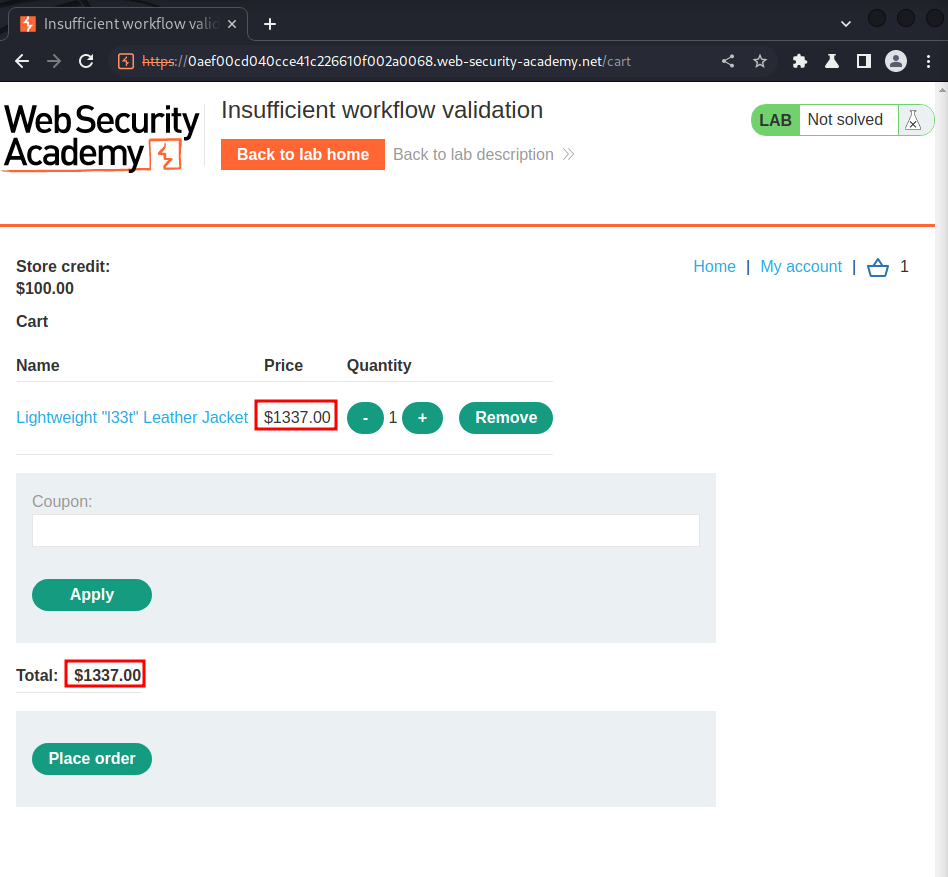 Insufficient workflow valid
https://0aef00cd040cce41c226610f002a0068.web-security-academy.net/cart
Web Security
Academy
Insufficient workflow validation
Back to lab home Back to lab description
LAB Not solved
Store credit:
$100.00
Home | My account | 1
Cart
Name Price Quantity
Lightweight "l33t" Leather Jacket $1337.00 - 1 + Remove
Coupon:
Apply
Total: $1337.00
Place order